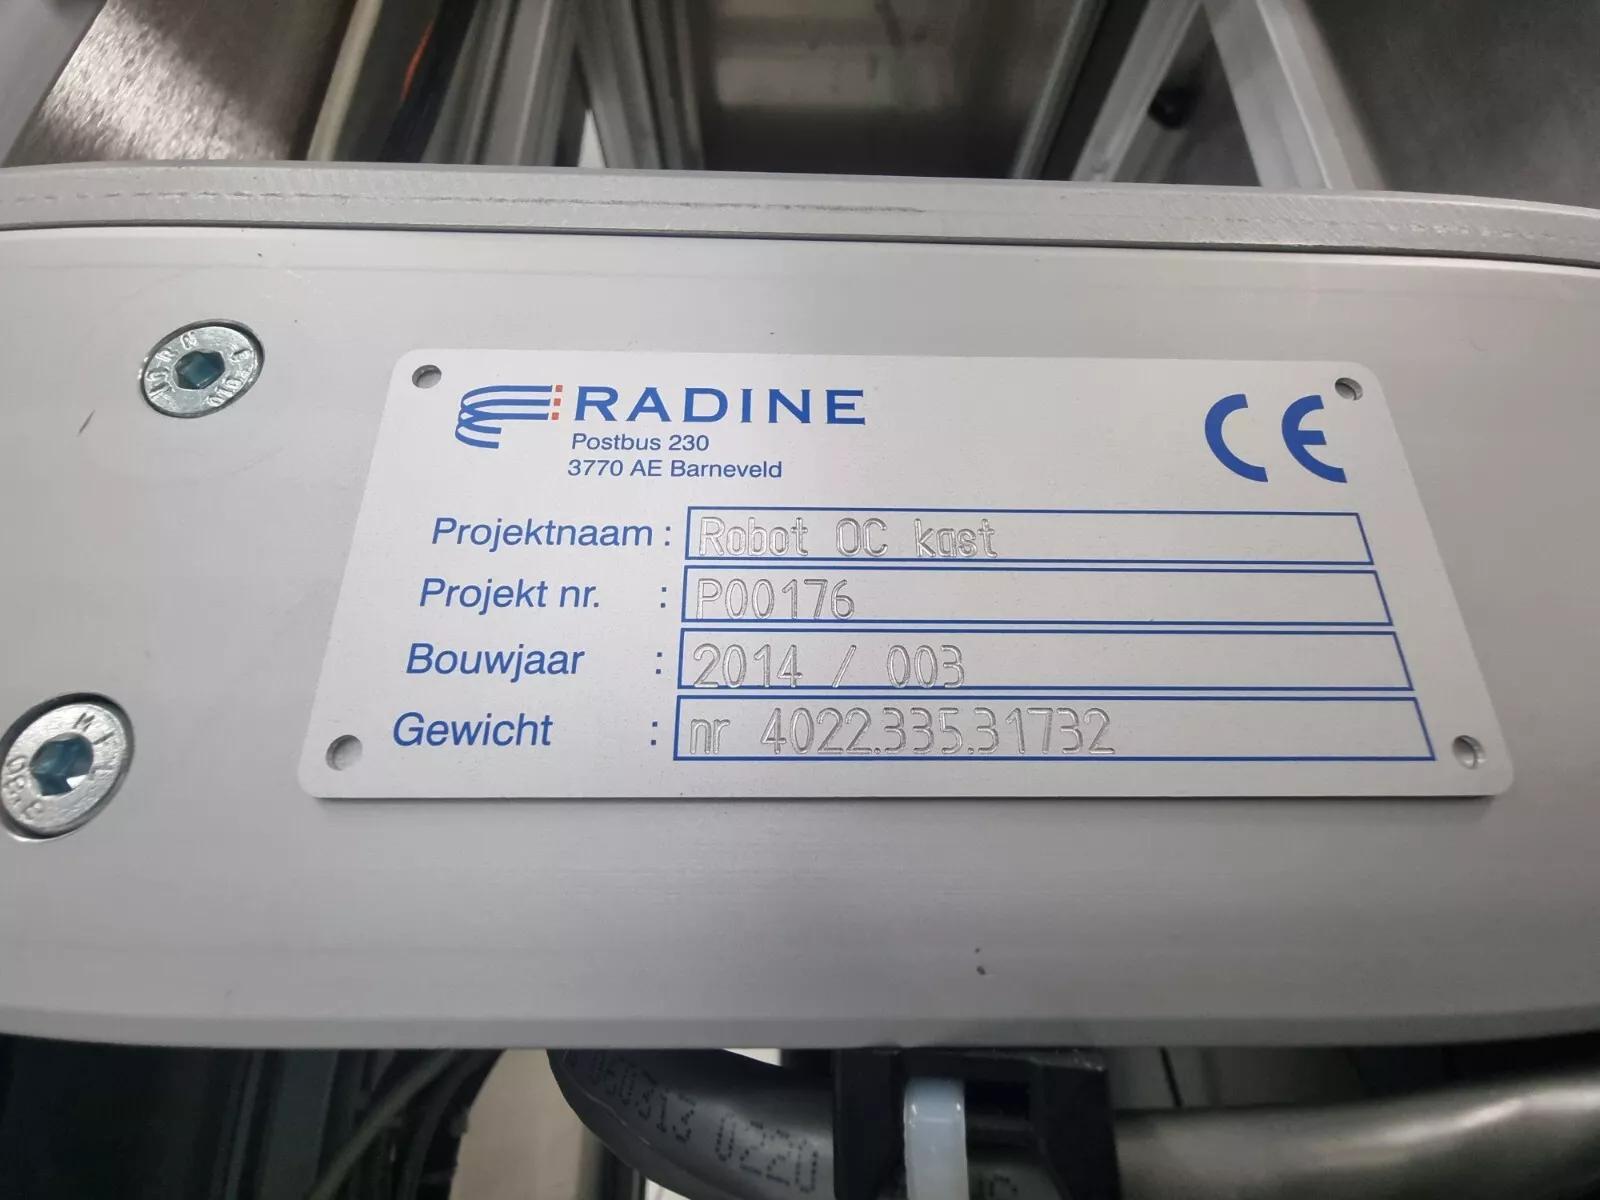 RADINE
Postbus 230
3770 AE Barneveld
CE
Projektnaam : Robot OC kast
Projekt nr. : P00176
Bouwjaar : 2014 / 003
Gewicht : nr 4022.335.31732